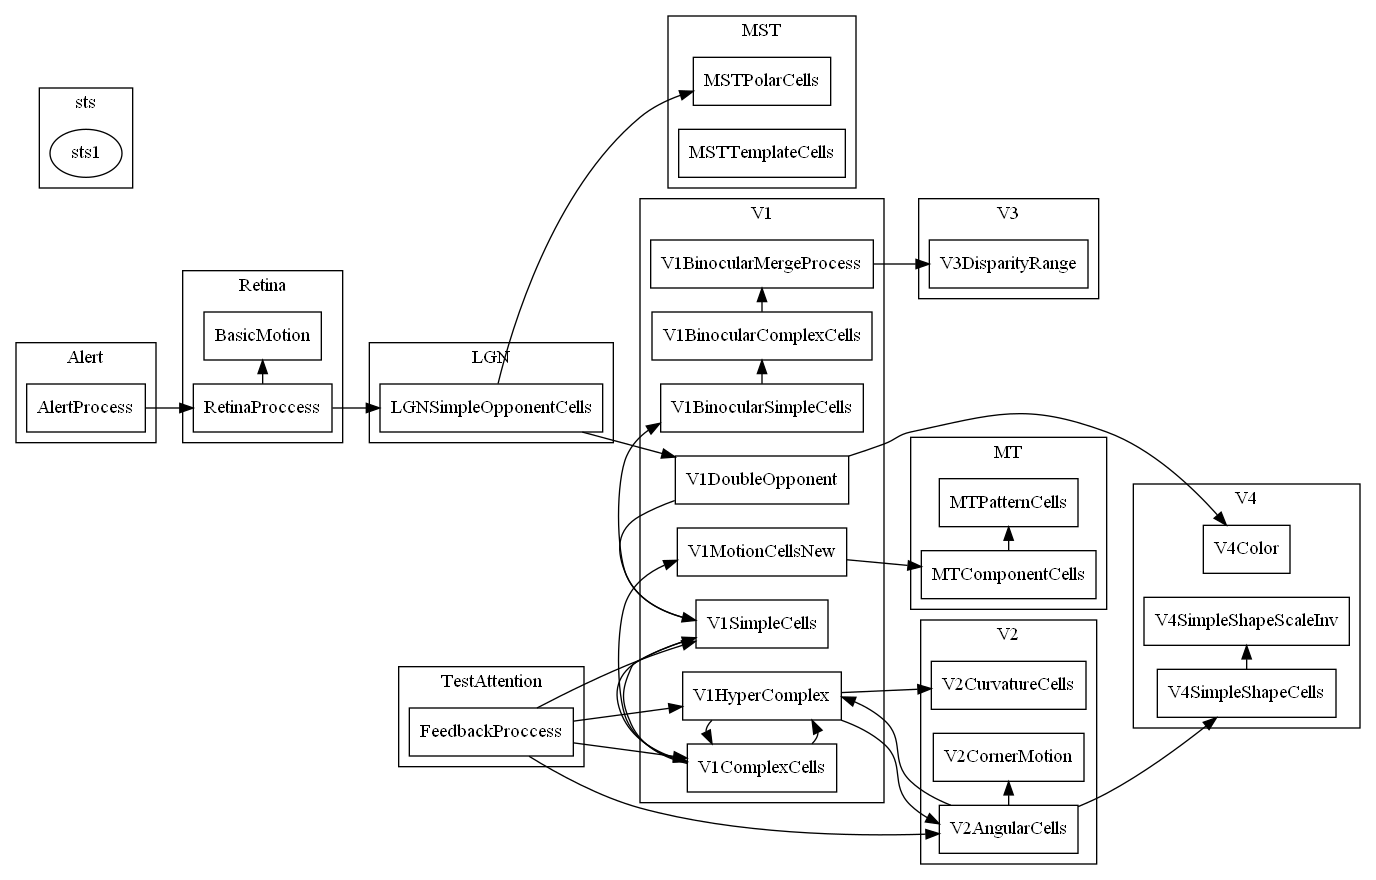 MST
MSTPolarCells
MSTTemplateCells
sts
sts1
V1
V1BinocularMergeProcess
V1BinocularComplexCells
V1BinocularSimpleCells
V1DoubleOpponent
V1MotionCellsNew
V1SimpleCells
V1HyperComplex
V1ComplexCells
V3
V3DisparityRange
Retina
BasicMotion
RetinaProccess
Alert
AlertProcess
LGN
LGNSimpleOpponentCells
MT
MTPatternCells
MTComponentCells
V4
V4Color
V4SimpleShapeScaleInv
V4SimpleShapeCells
V2
V2CurvatureCells
V2CornerMotion
V2AngularCells
TestAttention
FeedbackProccess